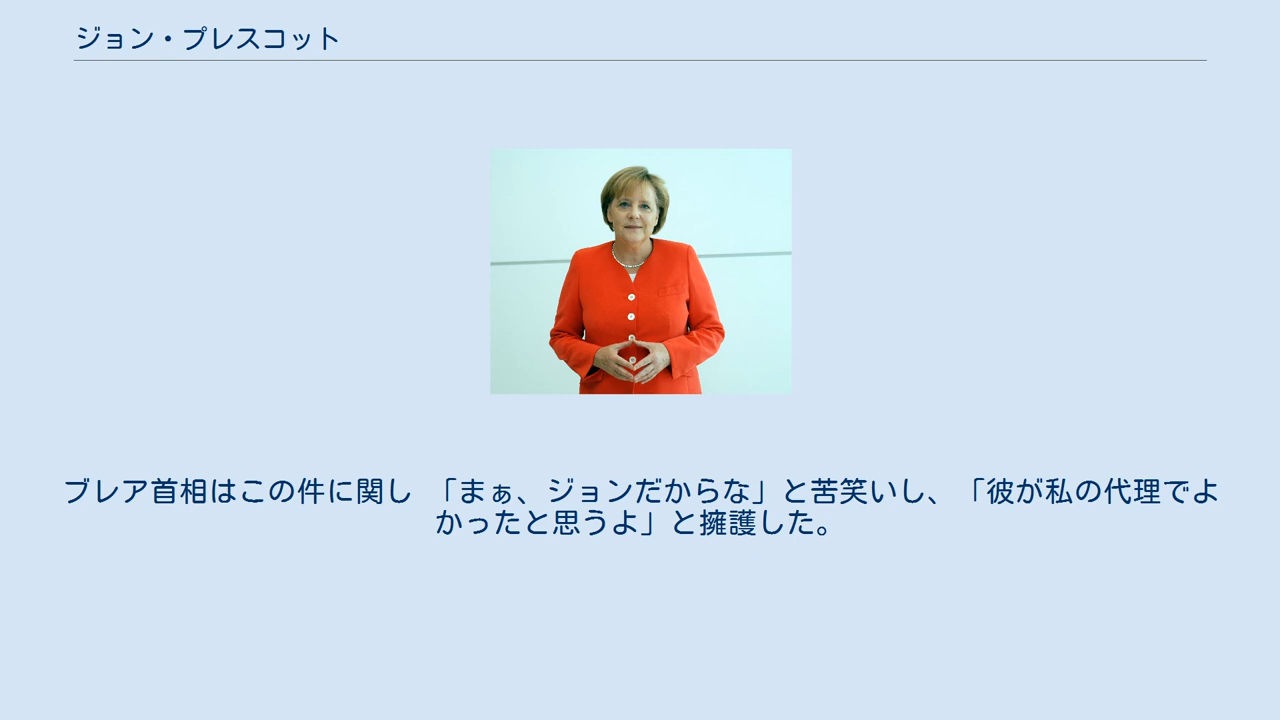 ジョン・プレスコット
ブレア首相はこの件に関し 「まぁ、ジョンだからな」と苦笑いし、「彼が私の代理でよ
かったと思うよ」と擁護した。